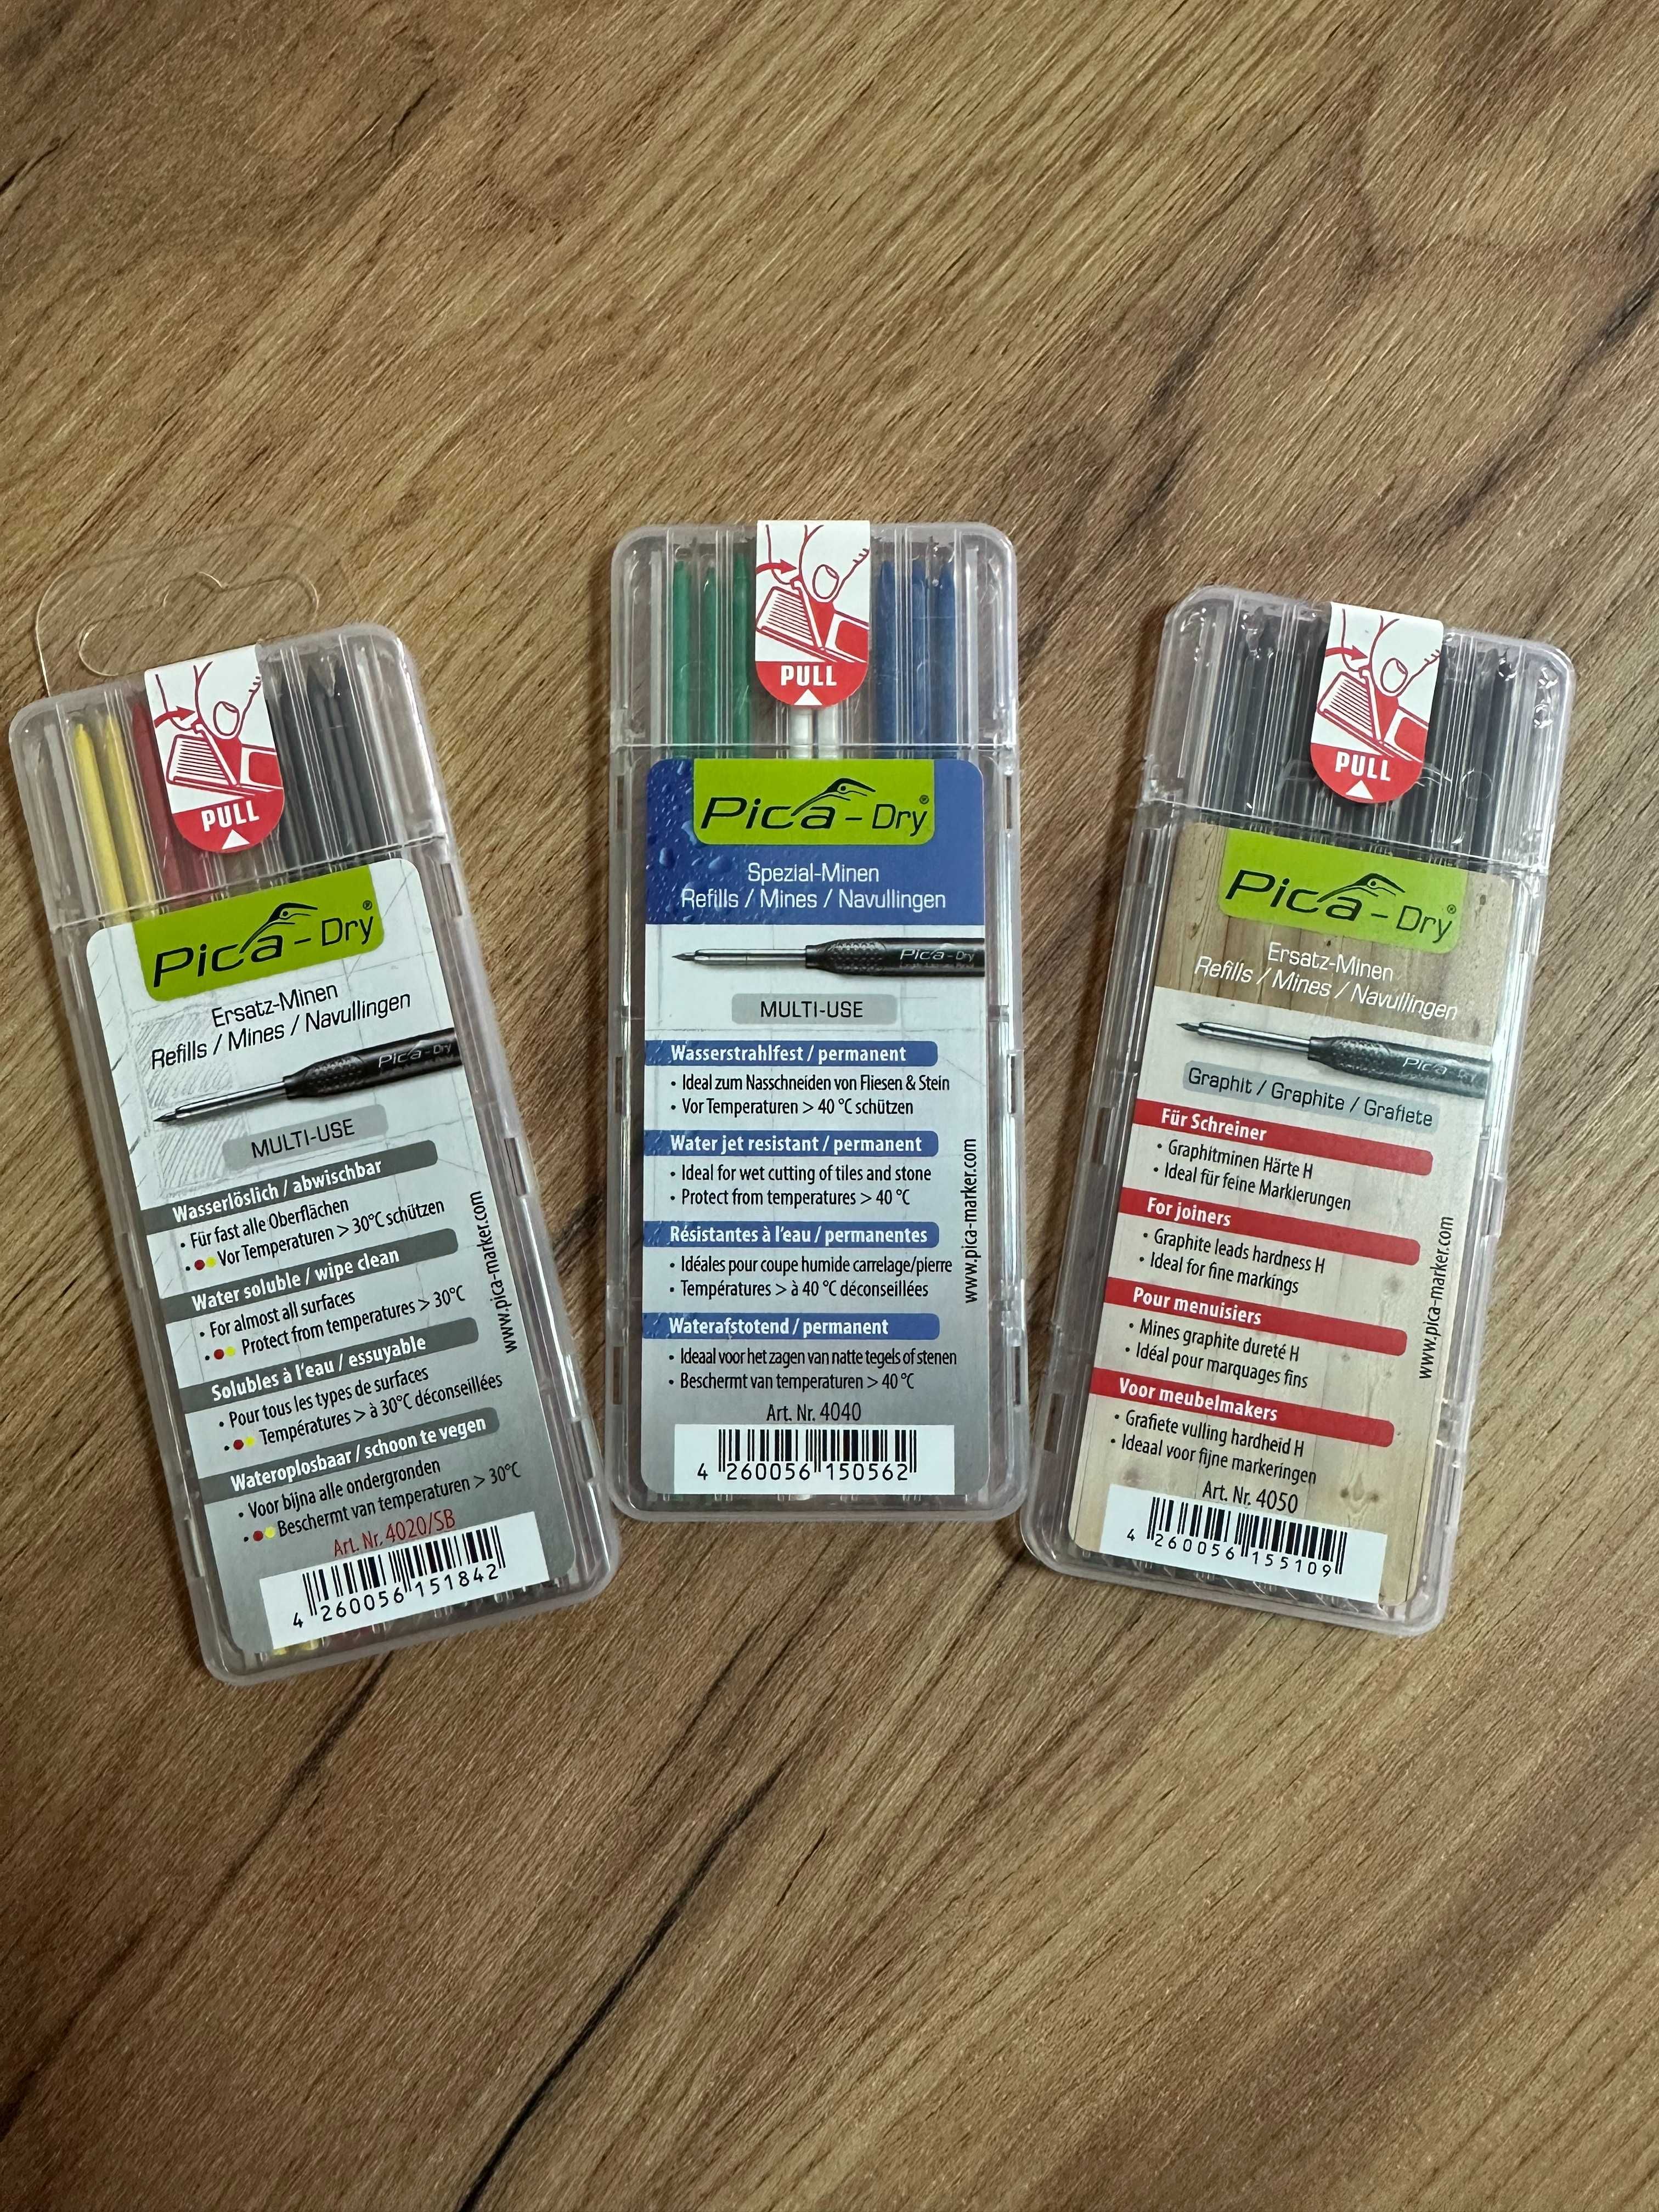 PULL
Pica-Dry®
Ersatz-Minen
Refills / Mines / Navullingen
Pica-Dry
MULTI-USE
Wasserlöslich / abwischbar
• Für fast alle Oberflächen
• Vor Temperaturen > 30°C schützen
Water soluble / wipe clean
• For almost all surfaces
• Protect from temperatures > 30°C
Solubles à l'eau / essuyable
• Pour tous les types de surfaces
• Températures > à 30°C déconseillées
Wateroplosbaar / schoon te vegen
• Voor bijna alle ondergronden
• Beschermt van temperaturen > 30°C
Art. Nr. 4020/SB
4 260056 151842
www.pica-marker.com
PULL
Pica-Dry®
Spezial-Minen
Refills / Mines / Navullingen
Pica-Dry
MULTI-USE
Wasserstrahlfest / permanent
• Ideal zum Nasschneiden von Fliesen & Stein
• Vor Temperaturen > 40 °C schützen
Water jet resistant / permanent
• Ideal for wet cutting of tiles and stone
• Protect from temperatures > 40 °C
Résistantes à l'eau / permanentes
• Idéales pour coupe humide carrelage/pierre
• Températures > à 40 °C déconseillées
Waterafstotend / permanent
• Ideaal voor het zagen van natte tegels of stenen
• Beschermt van temperaturen > 40 °C
Art. Nr. 4040
4 260056 150562
www.pica-marker.com
PULL
Pica-Dry®
Ersatz-Minen
Refills / Mines / Navullingen
Pica
Graphit / Graphite / Grafiete
Für Schreiner
• Graphitminen Härte H
• Ideal für feine Markierungen
For joiners
• Graphite leads hardness H
• Ideal for fine markings
Pour menuisiers
• Mines graphite dureté H
• Idéal pour marquages fins
Voor meubelmakers
• Grafiete vulling hardheid H
• Ideaal voor fijne markeringen
Art. Nr. 4050
4 260056 155109
www.pica-marker.com